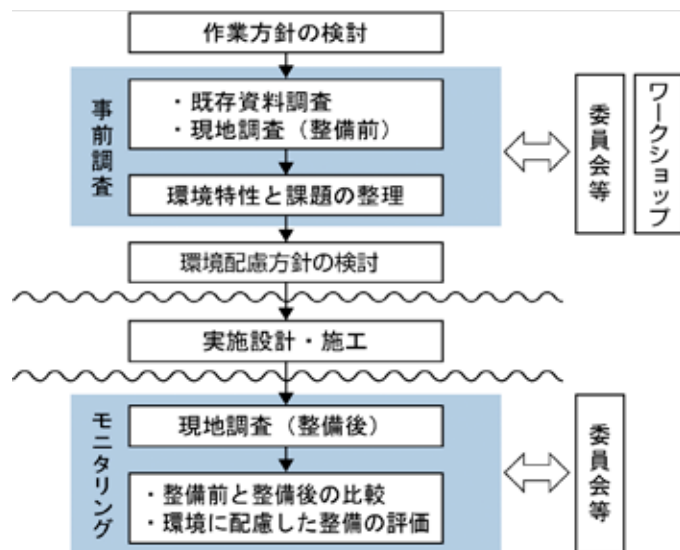 作業方針の検討
事前調査
・既存資料調査
・現地調査（整備前）
環境特性と課題の整理
委員会等
ワークショップ
環境配慮方針の検討
実施設計・施工
モニタリング
現地調査（整備後）
・整備前と整備後の比較
・環境に配慮した整備の評価
委員会等